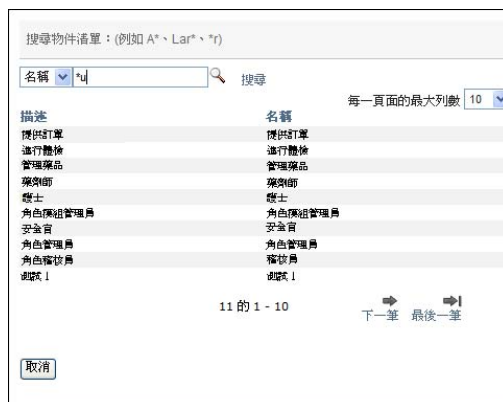 搜尋物件清單：(例如 A*、Lar*、*r)
名稱 *u 搜尋
每一頁面的最大列數 10
描述 名稱
提供訂單 提供訂單
進行體檢 進行體檢
管理藥品 管理藥品
藥劑師 藥劑師
護士 護士
角色模組管理員 角色模組管理員
安全官 安全官
角色管理員 角色管理員
角色稽核員 稽核員
測試 1 測試 1
11 的 1 - 10 下一筆 最後一筆
取消